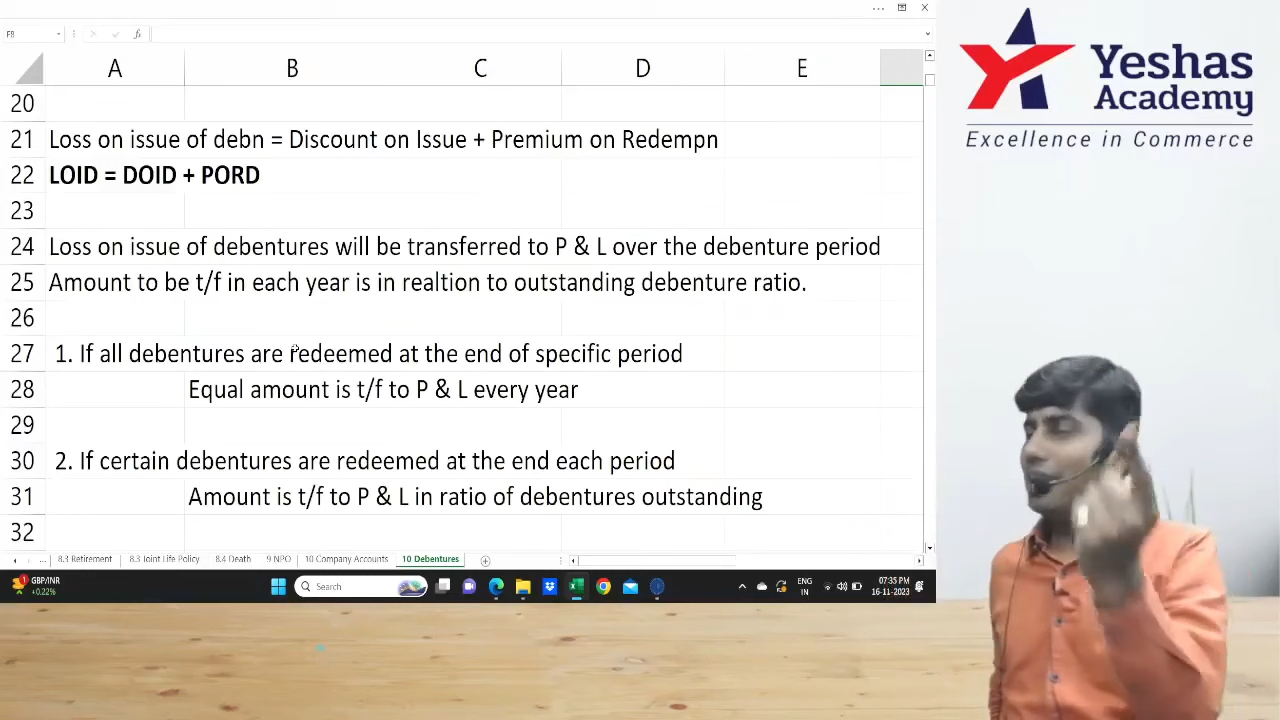 F8
fx
A B C D E
20
21 Loss on issue of debn = Discount on Issue + Premium on Redempn
22 LOID = DOID + PORD
23
24 Loss on issue of debentures will be transferred to P & L over the debenture period
25 Amount to be t/f in each year is in realtion to outstanding debenture ratio.
26
27 1. If all debentures are redeemed at the end of specific period
28 Equal amount is t/f to P & L every year
29
30 2. If certain debentures are redeemed at the end each period
31 Amount is t/f to P & L in ratio of debentures outstanding
32
... 8.3 Retirement 8.3 Joint Life Policy 8.4 Death 9 NPO 10 Company Accounts 10 Debentures
1 GBP/INR
+0.22%
Search
ENG
IN
07:35 PM
16-11-2023
Yeshas
Academy
Excellence in Commerce